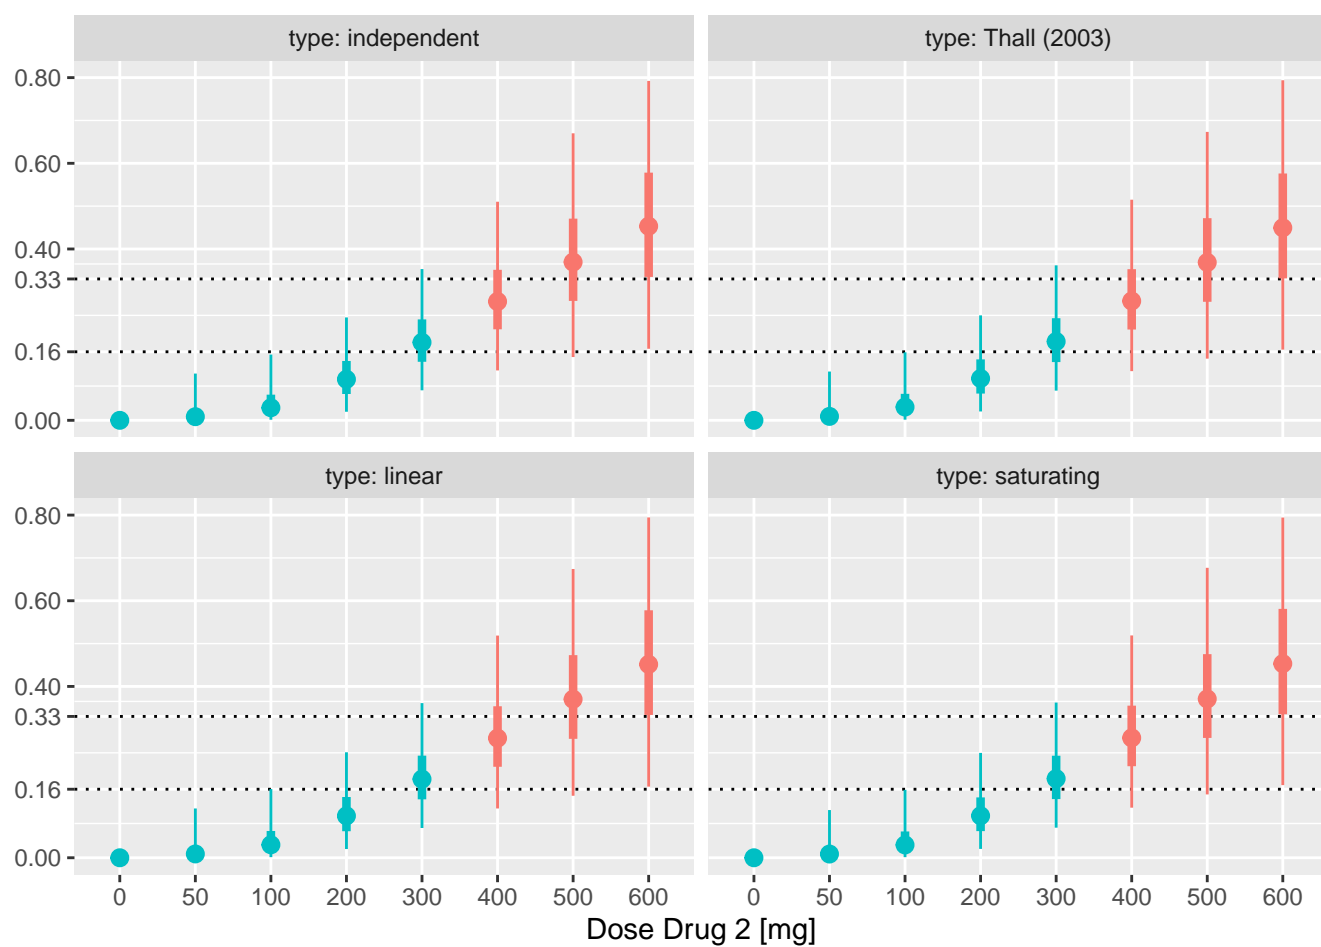 type: independent
type: Thall (2003)
0.80
0.60
0.40
0.33
0.16
0.00
type: linear
type: saturating
0.80
0.60
0.40
0.33
0.16
0.00
0 50 100 200 300 400 500 600
0 50 100 200 300 400 500 600
Dose Drug 2 [mg]